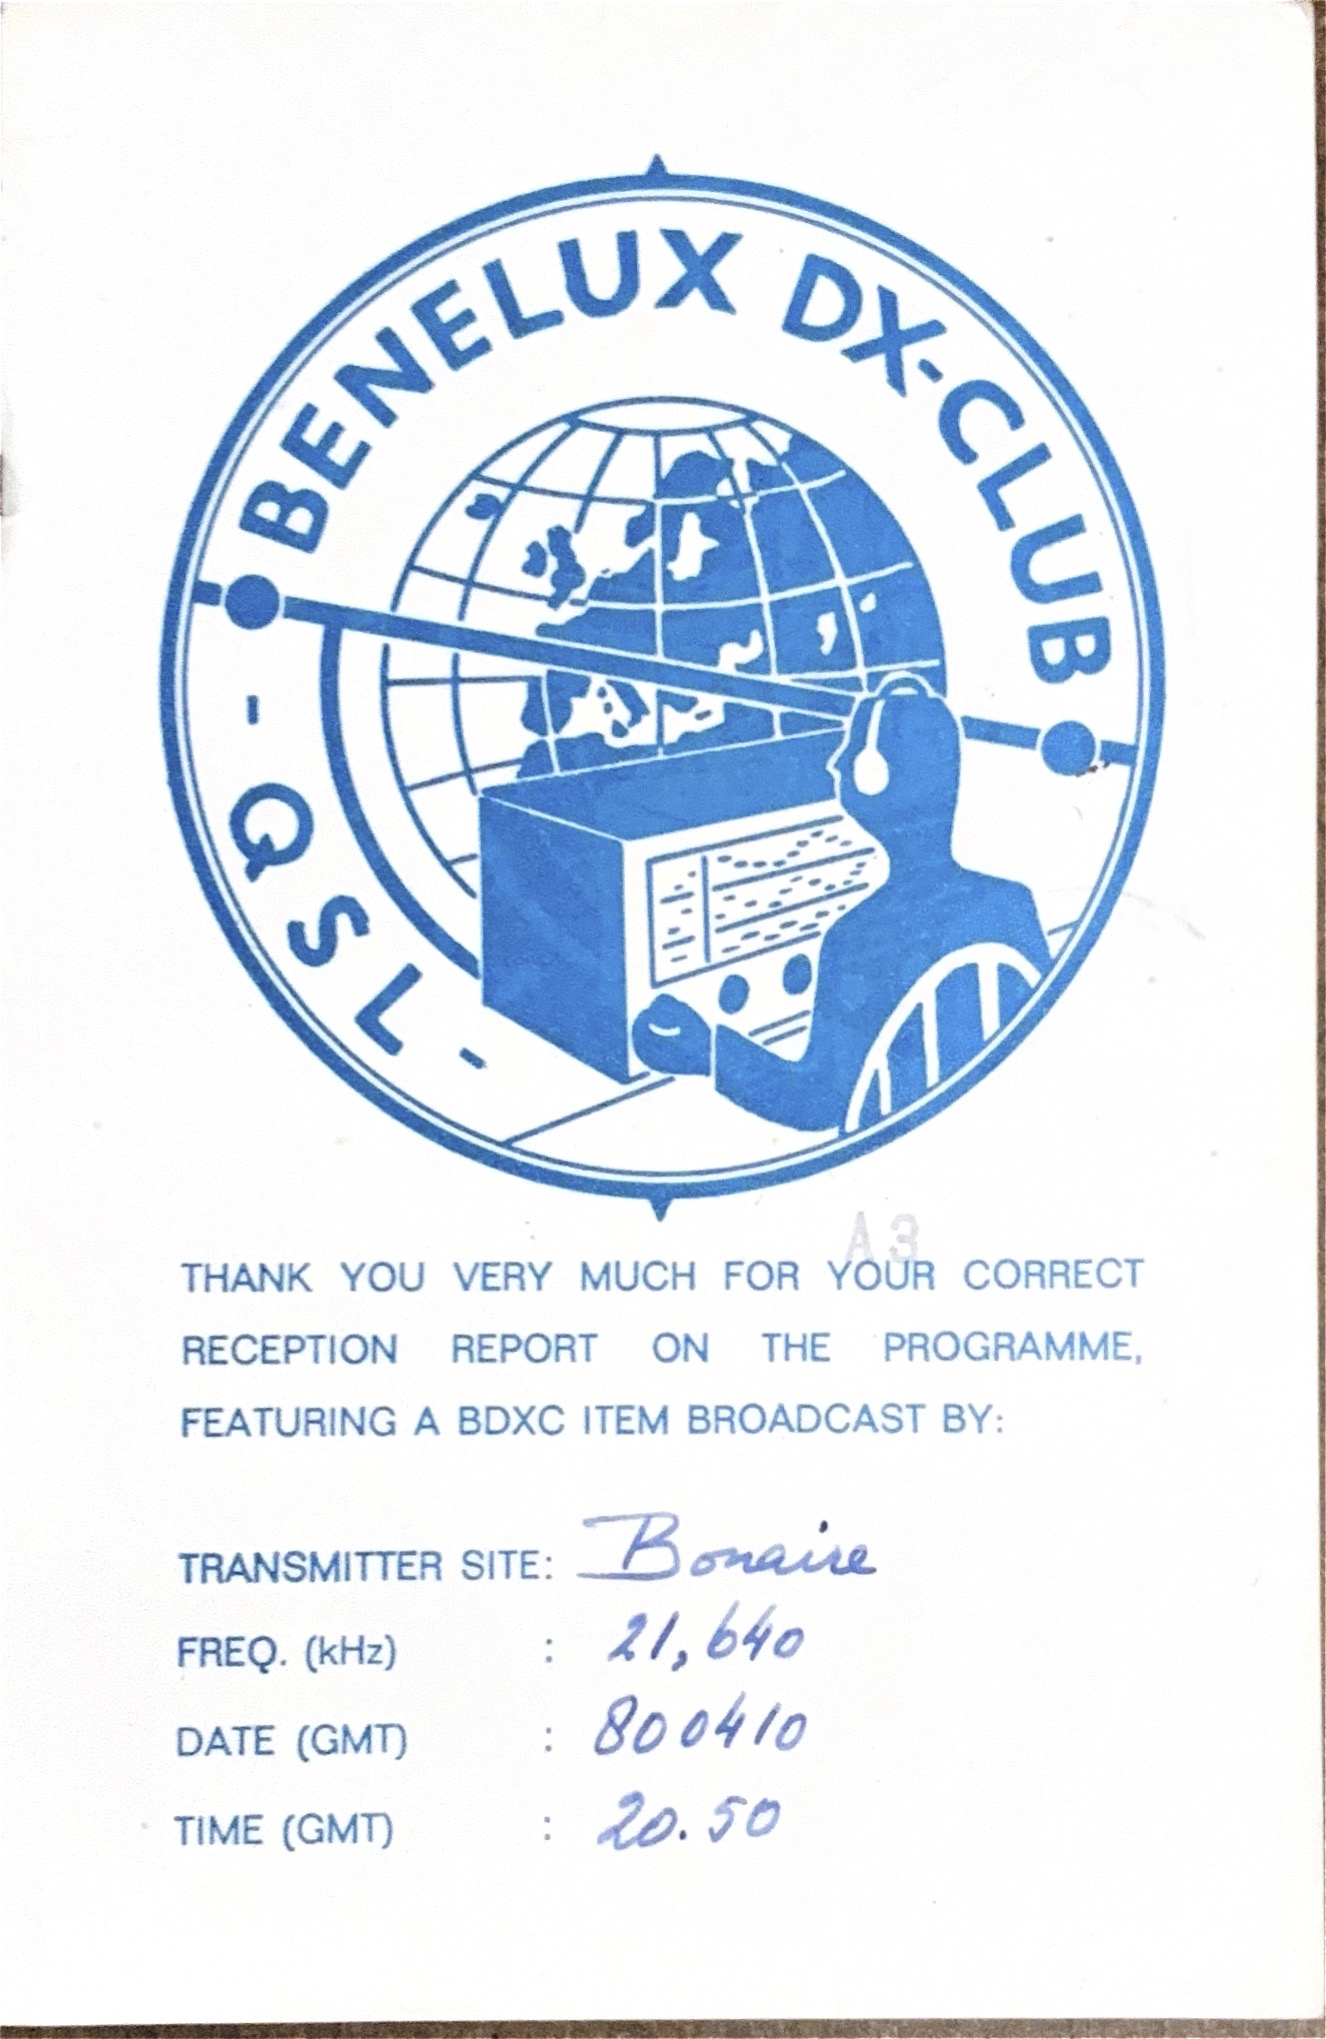 BENELUX DX-CLUB
- QSL -
A3
THANK YOU VERY MUCH FOR YOUR CORRECT
RECEPTION REPORT ON THE PROGRAMME,
FEATURING A BDXC ITEM BROADCAST BY:
TRANSMITTER SITE: Bonaire
FREQ. (kHz) : 21,640
DATE (GMT) : 800410
TIME (GMT) : 20.50